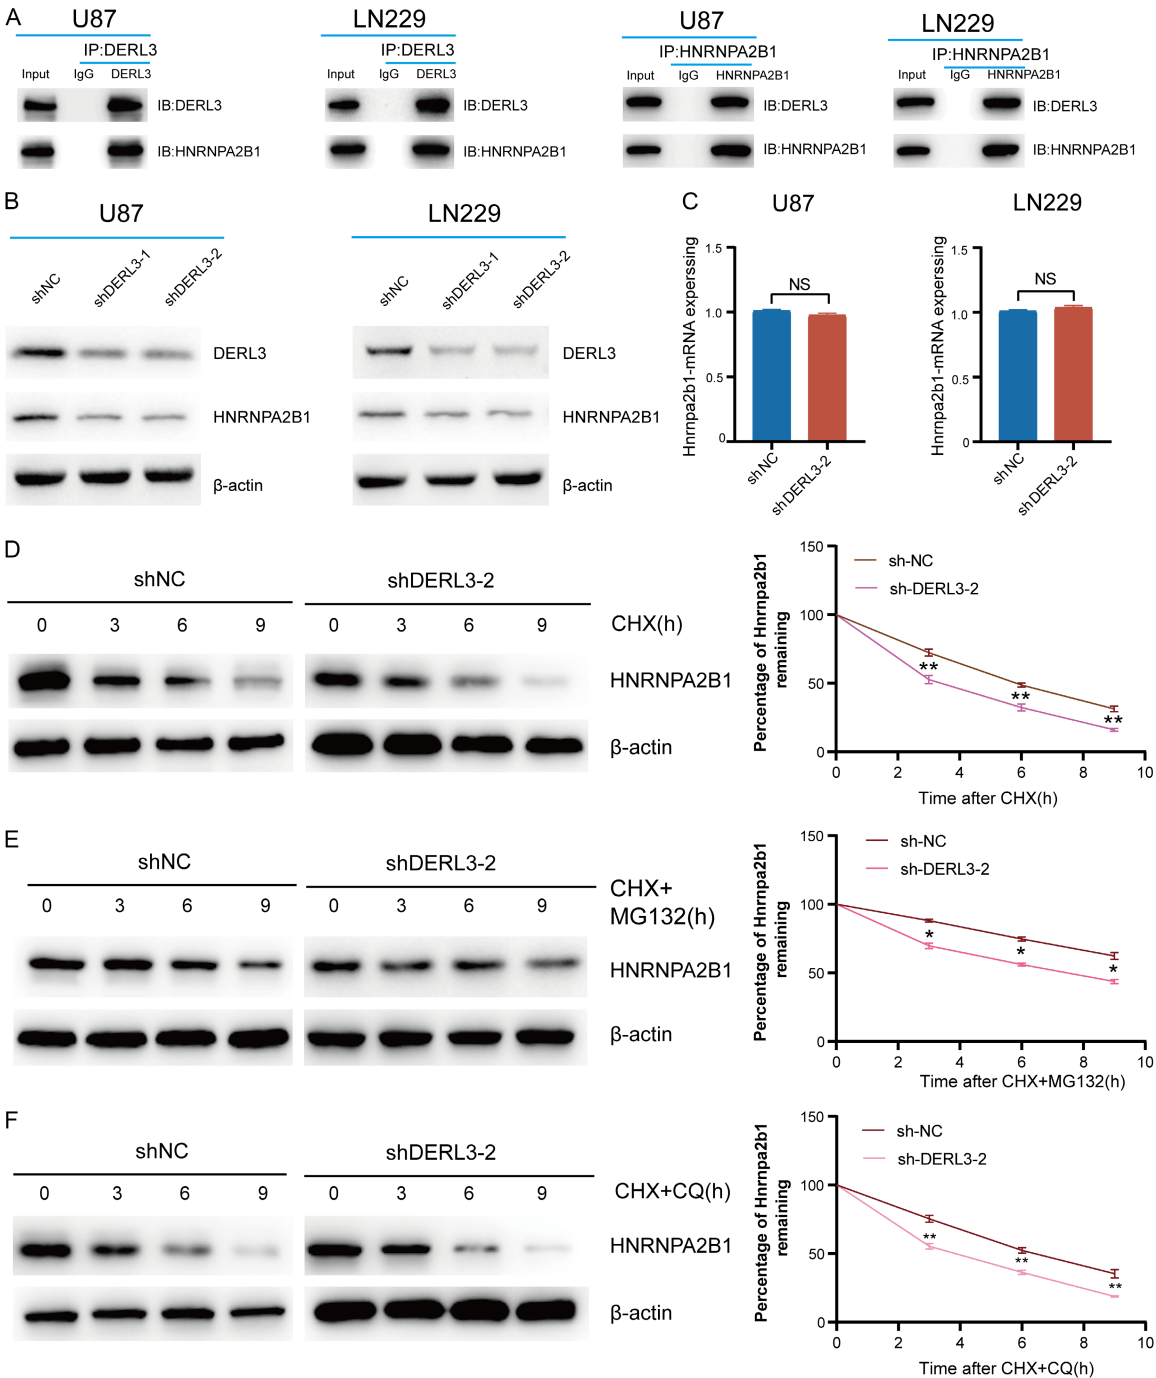 A
U87
LN229
U87
LN229
IP:DERL3
IP:DERL3
IP:HNRNPA2B1
IP:HNRNPA2B1
Input IgG DERL3
Input IgG DERL3
Input IgG HNRNPA2B1
Input IgG HNRNPA2B1
IB:DERL3
IB:DERL3
IB:DERL3
IB:DERL3
IB:HNRNPA2B1
IB:HNRNPA2B1
IB:HNRNPA2B1
IB:HNRNPA2B1
B
U87
LN229
shNC shDERL3-1 shDERL3-2
shNC shDERL3-1 shDERL3-2
DERL3
DERL3
HNRNPA2B1
HNRNPA2B1
β-actin
β-actin
C
U87
LN229
Hnrnpa2b1-mRNA experssing
1.5
1.0
0.5
0
NS
shNC
shDERL3-2
Hnrnpa2b1-mRNA experssing
1.5
1.0
0.5
0
NS
shNC
shDERL3-2
D
shNC
shDERL3-2
0 3 6 9
0 3 6 9
CHX(h)
HNRNPA2B1
β-actin
Percentage of Hnrnpa2b1
remaining
150
100
50
0
sh-NC
sh-DERL3-2
**
**
**
0 2 4 6 8 10
Time after CHX(h)
E
shNC
shDERL3-2
0 3 6 9
0 3 6 9
CHX+
MG132(h)
HNRNPA2B1
β-actin
Percentage of Hnrnpa2b1
remaining
150
100
50
0
sh-NC
sh-DERL3-2
*
*
*
0 2 4 6 8 10
Time after CHX+MG132(h)
F
shNC
shDERL3-2
0 3 6 9
0 3 6 9
CHX+CQ(h)
HNRNPA2B1
β-actin
Percentage of Hnrnpa2b1
remaining
150
100
50
0
sh-NC
sh-DERL3-2
**
**
**
0 2 4 6 8 10
Time after CHX+CQ(h)